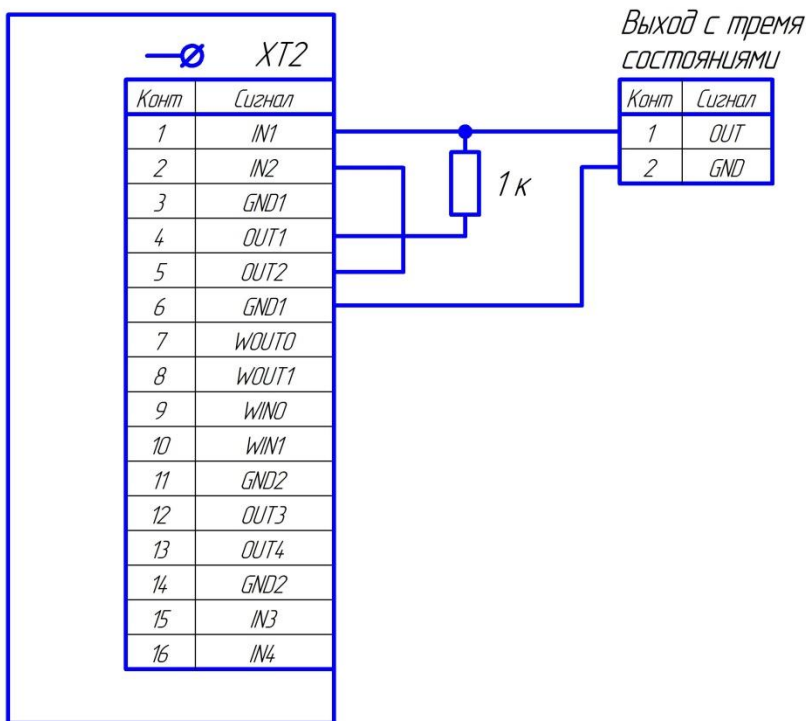 Выход с тремя
состояниями
XT2
Конт Сигнал
1 IN1
2 IN2
3 GND1
4 OUT1
5 OUT2
6 GND1
7 WOUT0
8 WOUT1
9 WIN0
10 WIN1
11 GND2
12 OUT3
13 OUT4
14 GND2
15 IN3
16 IN4
1 к
Конт Сигнал
1 OUT
2 GND